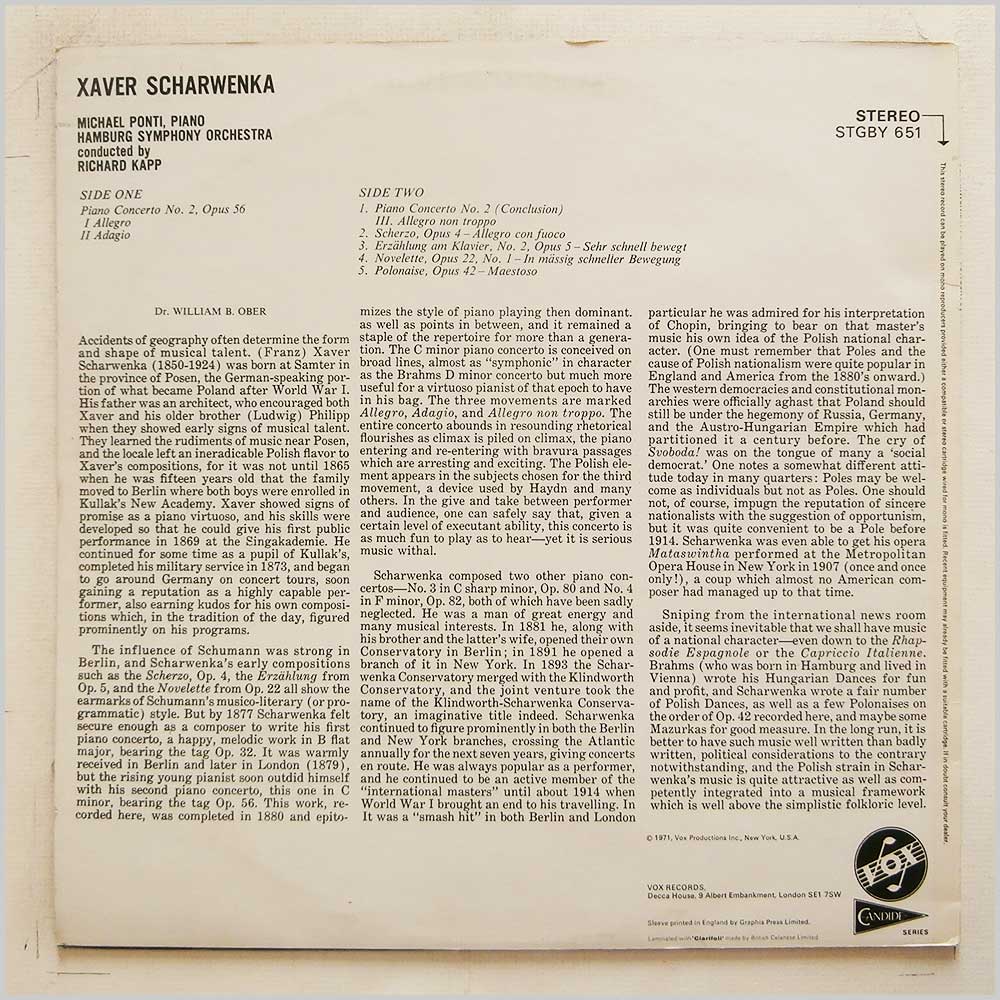 XAVER SCHARWENKA
MICHAEL PONTI, PIANO
HAMBURG SYMPHONY ORCHESTRA
conducted by
RICHARD KAPP
STEREO
STGBY 651
SIDE ONE
Piano Concerto No. 2, Opus 56
I Allegro
II Adagio
SIDE TWO
1. Piano Concerto No. 2 (Conclusion)
III. Allegro non troppo
2. Scherzo, Opus 4 – Allegro con fuoco
3. Erzählung am Klavier, No. 2, Opus 5 – Sehr schnell bewegt
4. Novelette, Opus 22, No. 1 – In mässig schneller Bewegung
5. Polonaise, Opus 42 – Maestoso
Dr. WILLIAM B. OBER
Accidents of geography often determine the form
and shape of musical talent. (Franz) Xaver
Scharwenka (1850-1924) was born at Samter in
the province of Posen, the German-speaking por-
tion of what became Poland after World War I.
His father was an architect, who encouraged both
Xaver and his older brother (Ludwig) Philipp
when they showed early signs of musical talent.
They learned the rudiments of music near Posen,
and the locale left an ineradicable Polish flavor to
Xaver's compositions, for it was not until 1865
when he was fifteen years old that the family
moved to Berlin where both boys were enrolled in
Kullak's New Academy. Xaver showed signs of
promise as a piano virtuoso, and his skills were
developed so that he could give his first public
performance in 1869 at the Singakademie. He
continued for some time as a pupil of Kullak's,
completed his military service in 1873, and began
to go around Germany on concert tours, soon
gaining a reputation as a highly capable per-
former, also earning kudos for his own composi-
tions which, in the tradition of the day, figured
prominently on his programs.
The influence of Schumann was strong in
Berlin, and Scharwenka's early compositions
such as the Scherzo, Op. 4, the Erzählung from
Op. 5, and the Novelette from Op. 22 all show the
earmarks of Schumann's musico-literary (or pro-
grammatic) style. But by 1877 Scharwenka felt
secure enough as a composer to write his first
piano concerto, a happy, melodic work in B flat
major, bearing the tag Op. 32. It was warmly
received in Berlin and later in London (1879),
but the rising young pianist soon outdid himself
with his second piano concerto, this one in C
minor, bearing the tag Op. 56. This work, re-
corded here, was completed in 1880 and epito-
mizes the style of piano playing then dominant.
as well as points in between, and it remained a
staple of the repertoire for more than a genera-
tion. The C minor piano concerto is conceived on
broad lines, almost as "symphonic" in character
as the Brahms D minor concerto but much more
useful for a virtuoso pianist of that epoch to have
in his bag. The three movements are marked
Allegro, Adagio, and Allegro non troppo. The
entire concerto abounds in resounding rhetorical
flourishes as climax is piled on climax, the piano
entering and re-entering with bravura passages
which are arresting and exciting. The Polish ele-
ment appears in the subjects chosen for the third
movement, a device used by Haydn and many
others. In the give and take between performer
and audience, one can safely say that, given a
certain level of executant ability, this concerto is
as much fun to play as to hear—yet it is serious
music withal.
Scharwenka composed two other piano con-
certos—No. 3 in C sharp minor, Op. 80 and No. 4
in F minor, Op. 82, both of which have been sadly
neglected. He was a man of great energy and
many musical interests. In 1881 he, along with
his brother and the latter's wife, opened their own
Conservatory in Berlin; in 1891 he opened a
branch of it in New York. In 1893 the Schar-
wenka Conservatory merged with the Klindworth
Conservatory, and the joint venture took the
name of the Klindworth-Scharwenka Conserva-
tory, an imaginative title indeed. Scharwenka
continued to figure prominently in both the Berlin
and New York branches, crossing the Atlantic
annually for the next seven years, giving concerts
en route. He was always popular as a performer,
and he continued to be an active member of the
"international masters" until about 1914 when
World War I brought an end to his travelling. In
It was a "smash hit" in both Berlin and London
particular he was admired for his interpretation
of Chopin, bringing to bear on that master's
music his own idea of the Polish national char-
acter. (One must remember that Poles and the
cause of Polish nationalism were quite popular in
England and America from the 1880's onward.)
The western democracies and constitutional mon-
archies were officially aghast that Poland should
still be under the hegemony of Russia, Germany,
and the Austro-Hungarian Empire which had
partitioned it a century before. The cry of
Svoboda! was on the tongue of many a 'social
democrat.' One notes a somewhat different atti-
tude today in many quarters: Poles may be wel-
come as individuals but not as Poles. One should
not, of course, impugn the reputation of sincere
nationalists with the suggestion of opportunism,
but it was quite convenient to be a Pole before
1914. Scharwenka was even able to get his opera
Mataswintha performed at the Metropolitan
Opera House in New York in 1907 (once and once
only!), a coup which almost no American com-
poser had managed up to that time.
Sniping from the international news room
aside, it seems inevitable that we shall have music
of a national character—even down to the Rhap-
sodie Espagnole or the Capriccio Italienne.
Brahms (who was born in Hamburg and lived in
Vienna) wrote his Hungarian Dances for fun
and profit, and Scharwenka wrote a fair number
of Polish Dances, as well as a few Polonaises on
the order of Op. 42 recorded here, and maybe some
Mazurkas for good measure. In the long run, it is
better to have such music well written than badly
written, political considerations to the contrary
notwithstanding, and the Polish strain in Schar-
wenka's music is quite attractive as well as com-
petently integrated into a musical framework
which is well above the simplistic folkloric level.
This stereo record can be played on mono reproducers provided either a compatible or stereo cartridge wired for mono is fitted. Recent equipment may already be fitted with a suitable cartridge. If in doubt consult your dealer.
© 1971, Vox Productions Inc., New York, U.S.A.
VOX RECORDS,
Decca House, 9 Albert Embankment, London SE1 7SW
Sleeve printed in England by Graphis Press Limited.
Laminated with 'Clarifoil' made by British Celanese Limited.
VOX
CANDIDE
SERIES